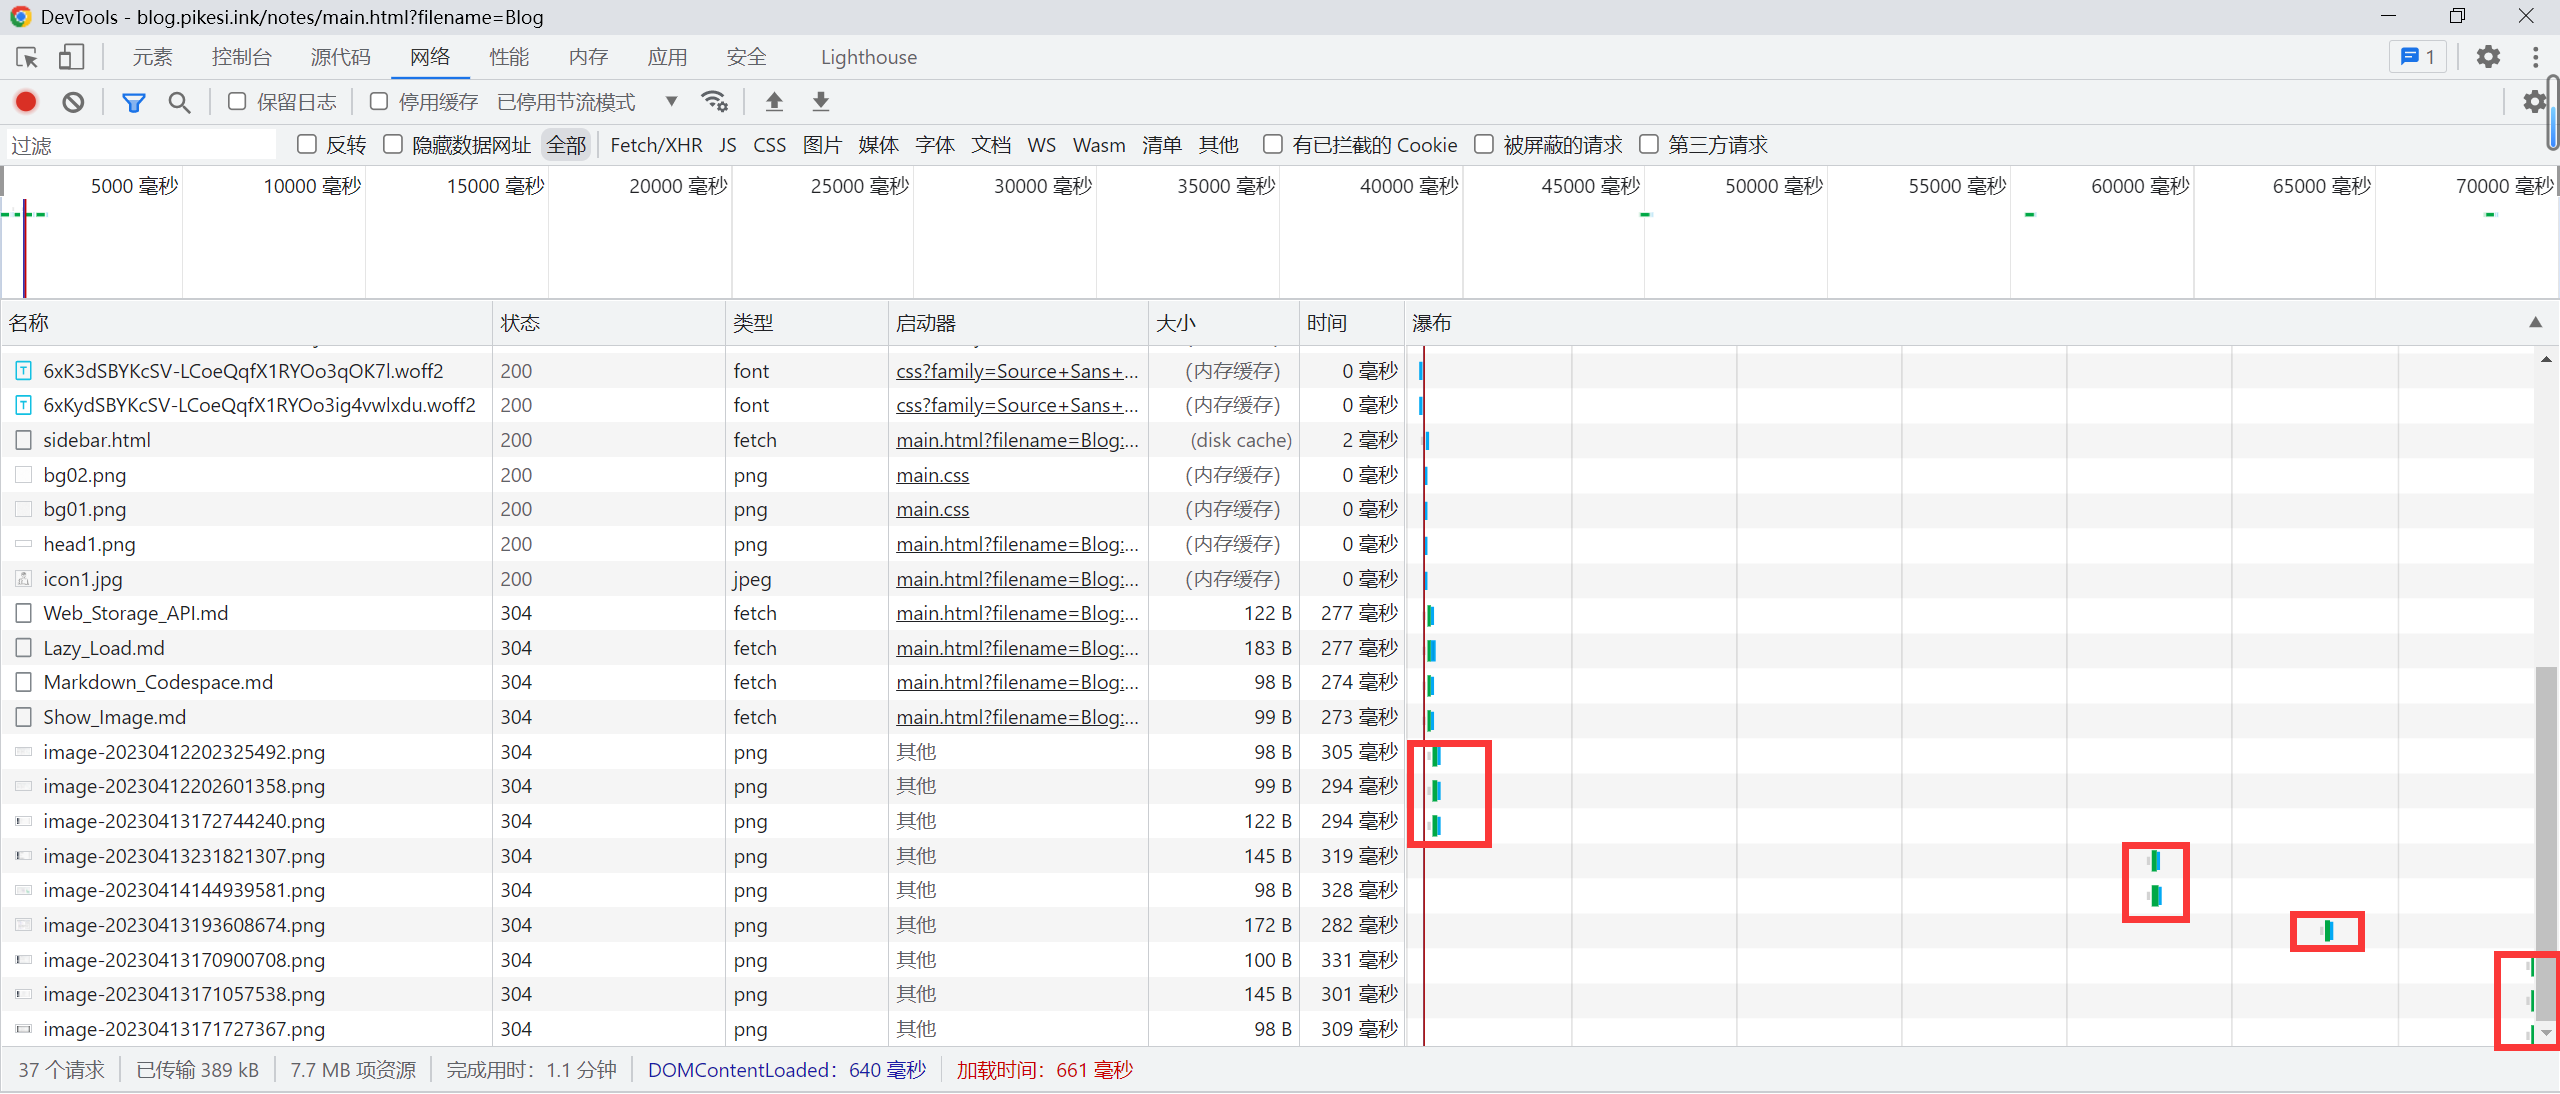 DevTools - blog.pikesi.ink/notes/main.html?filename=Blog
元素 控制台 源代码 网络 性能 内存 应用 安全 Lighthouse 1
保留日志 停用缓存 已停用节流模式
过滤 反转 隐藏数据网址 全部 Fetch/XHR JS CSS 图片 媒体 字体 文档 WS Wasm 清单 其他 有已拦截的 Cookie 被屏蔽的请求 第三方请求
5000 毫秒 10000 毫秒 15000 毫秒 20000 毫秒 25000 毫秒 30000 毫秒 35000 毫秒 40000 毫秒 45000 毫秒 50000 毫秒 55000 毫秒 60000 毫秒 65000 毫秒 70000 毫秒
名称 状态 类型 启动器 大小 时间 瀑布
6xK3dSBYKcSV-LCoeQqfX1RYOo3qOK7l.woff2 200 font css?family=Source+Sans+... (内存缓存) 0 毫秒
6xKydSBYKcSV-LCoeQqfX1RYOo3ig4vwlxdu.woff2 200 font css?family=Source+Sans+... (内存缓存) 0 毫秒
sidebar.html 200 fetch main.html?filename=Blog:... (disk cache) 2 毫秒
bg02.png 200 png main.css (内存缓存) 0 毫秒
bg01.png 200 png main.css (内存缓存) 0 毫秒
head1.png 200 png main.html?filename=Blog:... (内存缓存) 0 毫秒
icon1.jpg 200 jpeg main.html?filename=Blog:... (内存缓存) 0 毫秒
Web_Storage_API.md 304 fetch main.html?filename=Blog:... 122 B 277 毫秒
Lazy_Load.md 304 fetch main.html?filename=Blog:... 183 B 277 毫秒
Markdown_Codespace.md 304 fetch main.html?filename=Blog:... 98 B 274 毫秒
Show_Image.md 304 fetch main.html?filename=Blog:... 99 B 273 毫秒
image-20230412202325492.png 304 png 其他 98 B 305 毫秒
image-20230412202601358.png 304 png 其他 99 B 294 毫秒
image-20230413172744240.png 304 png 其他 122 B 294 毫秒
image-20230413231821307.png 304 png 其他 145 B 319 毫秒
image-20230414144939581.png 304 png 其他 98 B 328 毫秒
image-20230413193608674.png 304 png 其他 172 B 282 毫秒
image-20230413170900708.png 304 png 其他 100 B 331 毫秒
image-20230413171057538.png 304 png 其他 145 B 301 毫秒
image-20230413171727367.png 304 png 其他 98 B 309 毫秒
37 个请求 已传输 389 kB 7.7 MB 项资源 完成用时：1.1 分钟 DOMContentLoaded：640 毫秒 加载时间：661 毫秒